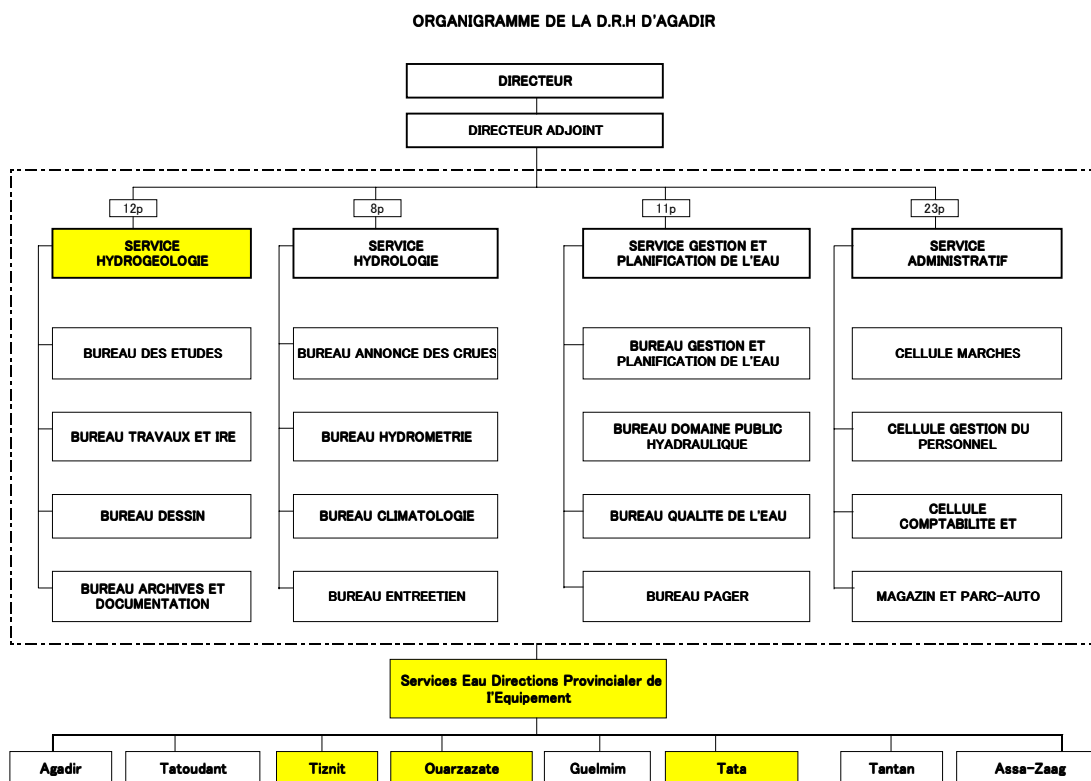 ORGANIGRAMME DE LA D.R.H D'AGADIR
DIRECTEUR
DIRECTEUR ADJOINT
12p
8p
11p
23p
SERVICE
HYDROGEOLOGIE
SERVICE
HYDROLOGIE
SERVICE GESTION ET
PLANIFICATION DE L'EAU
SERVICE
ADMINISTRATIF
BUREAU DES ETUDES
BUREAU ANNONCE DES CRUES
BUREAU GESTION ET
PLANIFICATION DE L'EAU
CELLULE MARCHES
BUREAU TRAVAUX ET IRE
BUREAU HYDROMETRIE
BUREAU DOMAINE PUBLIC
HYADRAULIQUE
CELLULE GESTION DU
PERSONNEL
BUREAU DESSIN
BUREAU CLIMATOLOGIE
BUREAU QUALITE DE L'EAU
CELLULE
COMPTABILITE ET
BUREAU ARCHIVES ET
DOCUMENTATION
BUREAU ENTREETIEN
BUREAU PAGER
MAGAZIN ET PARC-AUTO
Services Eau Directions Provincialer de
l'Equipement
Agadir
Tatoudant
Tiznit
Ouarzazate
Guelmim
Tata
Tantan
Assa-Zaag